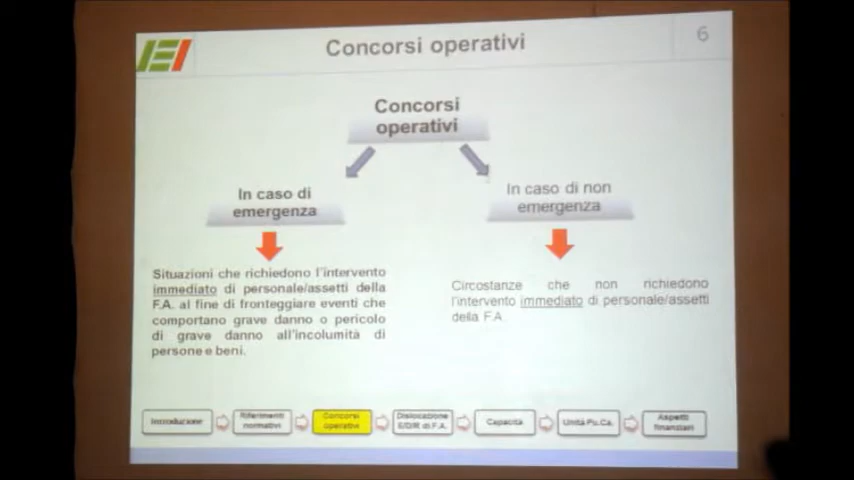 IEI
Concorsi operativi
6
Concorsi
operativi
In caso di
emergenza
In caso di non
emergenza
Situazioni che richiedono l'intervento
immediato di personale/assetti della
F.A. al fine di fronteggiare eventi che
comportano grave danno o pericolo
di grave danno all'incolumità di
persone e beni.
Circostanze che non richiedono
l'intervento immediato di personale/assetti
della F.A
Introduzione
Riferimenti
normativi
Concorsi
operativi
Dislocazione
E/D/R di F.A.
Capacità
Unità Pu.Ca.
Aspetti
finanziari